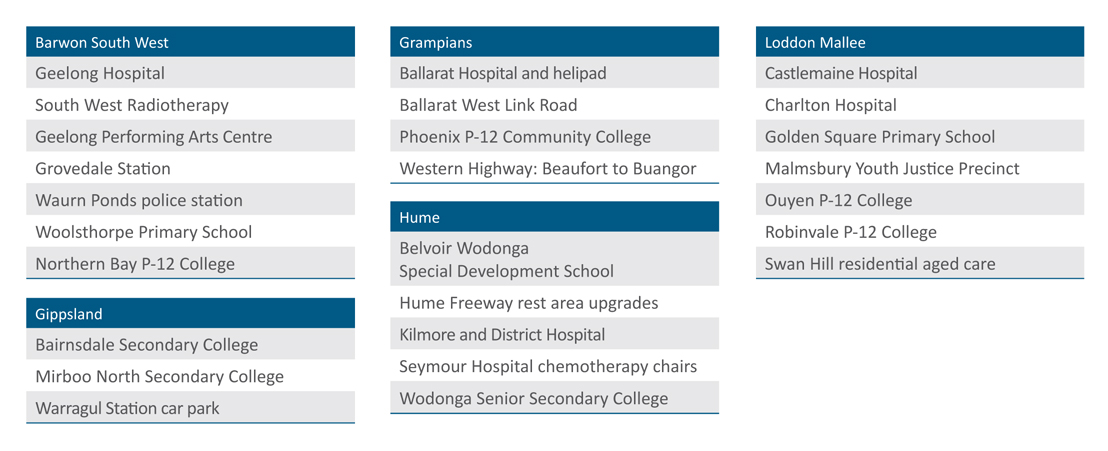 Barwon South West
Geelong Hospital
South West Radiotherapy
Geelong Performing Arts Centre
Grovedale Station
Waurn Ponds police station
Woolsthorpe Primary School
Northern Bay P-12 College
Gippsland
Bairnsdale Secondary College
Mirboo North Secondary College
Warragul Station car park
Grampians
Ballarat Hospital and helipad
Ballarat West Link Road
Phoenix P-12 Community College
Western Highway: Beaufort to Buangor
Hume
Belvoir Wodonga
Special Development School
Hume Freeway rest area upgrades
Kilmore and District Hospital
Seymour Hospital chemotherapy chairs
Wodonga Senior Secondary College
Loddon Mallee
Castlemaine Hospital
Charlton Hospital
Golden Square Primary School
Malmsbury Youth Justice Precinct
Ouyen P-12 College
Robinvale P-12 College
Swan Hill residential aged care